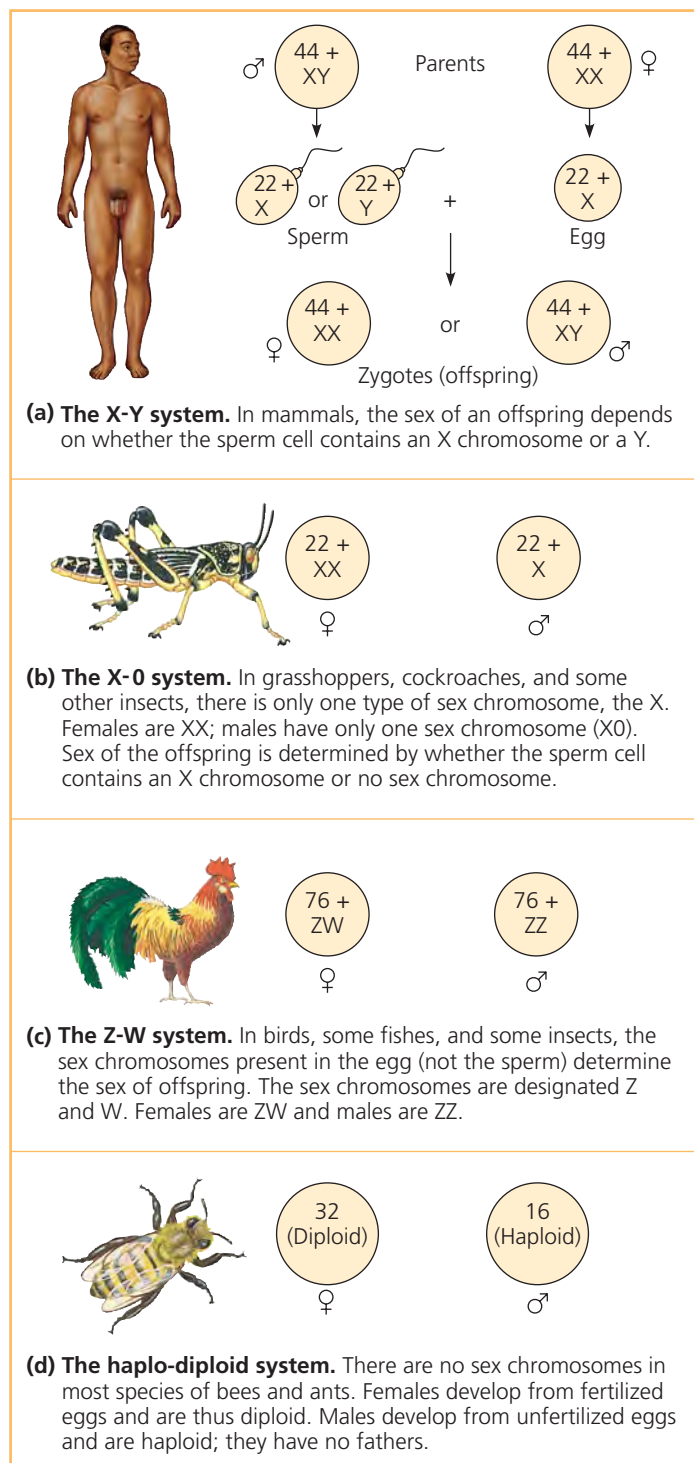 44 +
XY
Parents
44 +
XX
♂
♀
22 +
X
or
22 +
Y
+
22 +
X
Sperm
Egg
44 +
XX
or
44 +
XY
♀
♂
Zygotes (offspring)
(a) The X-Y system. In mammals, the sex of an offspring depends
on whether the sperm cell contains an X chromosome or a Y.
22 +
XX
22 +
X
♀
♂
(b) The X-0 system. In grasshoppers, cockroaches, and some
other insects, there is only one type of sex chromosome, the X.
Females are XX; males have only one sex chromosome (X0).
Sex of the offspring is determined by whether the sperm cell
contains an X chromosome or no sex chromosome.
76 +
ZW
76 +
ZZ
♀
♂
(c) The Z-W system. In birds, some fishes, and some insects, the
sex chromosomes present in the egg (not the sperm) determine
the sex of offspring. The sex chromosomes are designated Z
and W. Females are ZW and males are ZZ.
32
(Diploid)
16
(Haploid)
♀
♂
(d) The haplo-diploid system. There are no sex chromosomes in
most species of bees and ants. Females develop from fertilized
eggs and are thus diploid. Males develop from unfertilized eggs
and are haploid; they have no fathers.